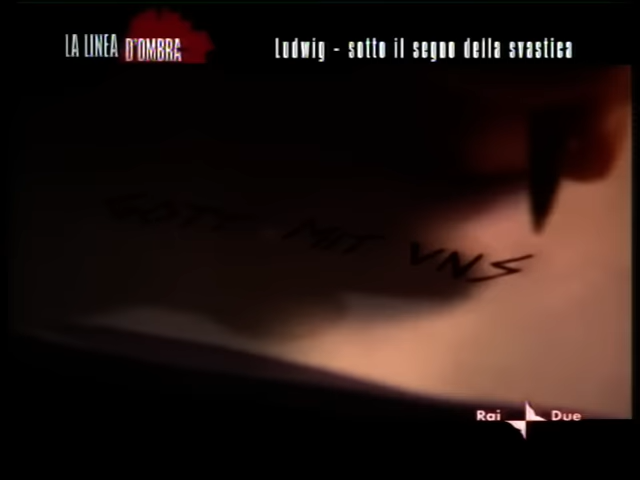 LA LINEA D'OMBRA
Ludwig - sotto il segno della svastica
GOTT MIT VNS
Rai Due